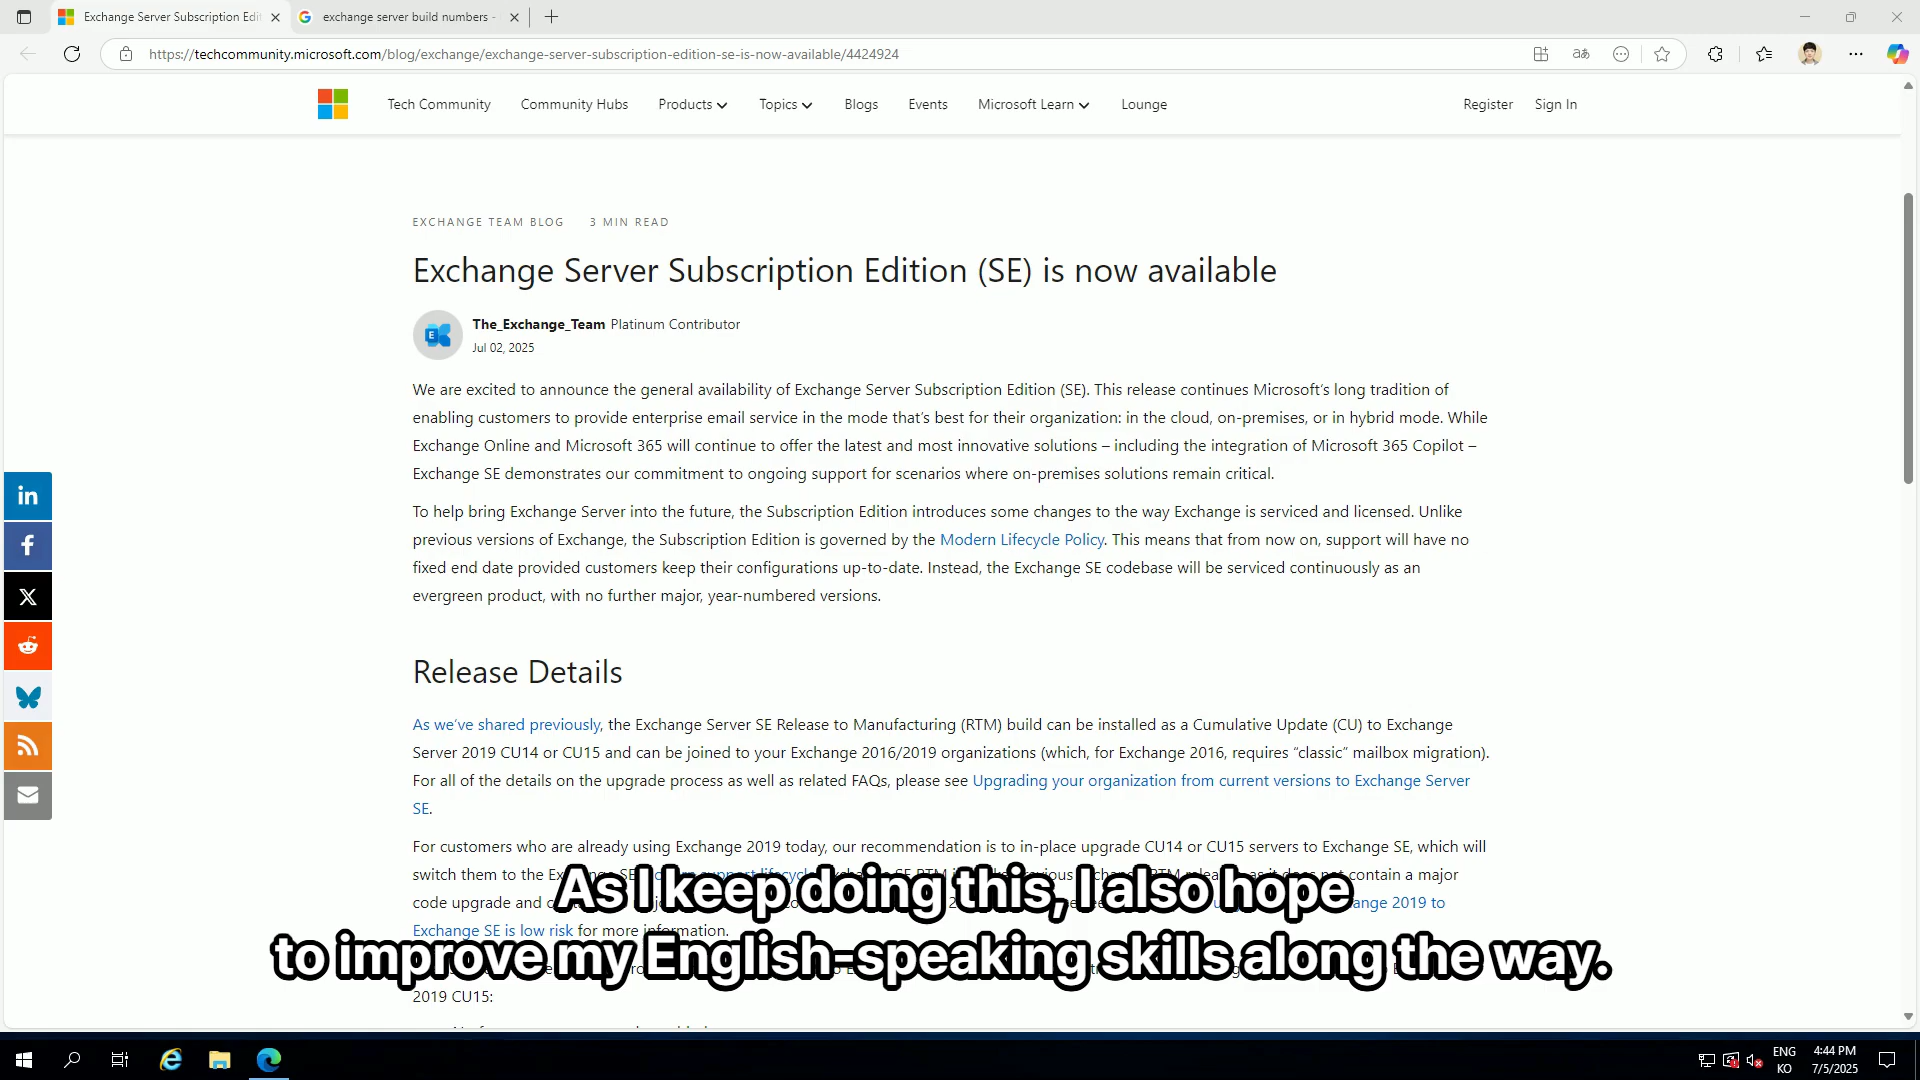 Exchange Server Subscription Edi
exchange server build numbers -
https://techcommunity.microsoft.com/blog/exchange/exchange-server-subscription-edition-se-is-now-available/4424924
Tech Community Community Hubs Products Topics Blogs Events Microsoft Learn Lounge Register Sign In
EXCHANGE TEAM BLOG 3 MIN READ
Exchange Server Subscription Edition (SE) is now available
The_Exchange_Team Platinum Contributor
Jul 02, 2025
We are excited to announce the general availability of Exchange Server Subscription Edition (SE). This release continues Microsoft's long tradition of
enabling customers to provide enterprise email service in the mode that's best for their organization: in the cloud, on-premises, or in hybrid mode. While
Exchange Online and Microsoft 365 will continue to offer the latest and most innovative solutions – including the integration of Microsoft 365 Copilot –
Exchange SE demonstrates our commitment to ongoing support for scenarios where on-premises solutions remain critical.
To help bring Exchange Server into the future, the Subscription Edition introduces some changes to the way Exchange is serviced and licensed. Unlike
previous versions of Exchange, the Subscription Edition is governed by the Modern Lifecycle Policy. This means that from now on, support will have no
fixed end date provided customers keep their configurations up-to-date. Instead, the Exchange SE codebase will be serviced continuously as an
evergreen product, with no further major, year-numbered versions.
Release Details
As we've shared previously, the Exchange Server SE Release to Manufacturing (RTM) build can be installed as a Cumulative Update (CU) to Exchange
Server 2019 CU14 or CU15 and can be joined to your Exchange 2016/2019 organizations (which, for Exchange 2016, requires “classic” mailbox migration).
For all of the details on the upgrade process as well as related FAQs, please see Upgrading your organization from current versions to Exchange Server
SE.
For customers who are already using Exchange 2019 today, our recommendation is to in-place upgrade CU14 or CU15 servers to Exchange SE, which will
switch them to the contain a major
code upgrade and 2019 to
Exchange SE is low risk for more information.
2019 CU15:
As I keep doing this, I also hope
to improve my English-speaking skills along the way.
ENG
KO
4:44 PM
7/5/2025